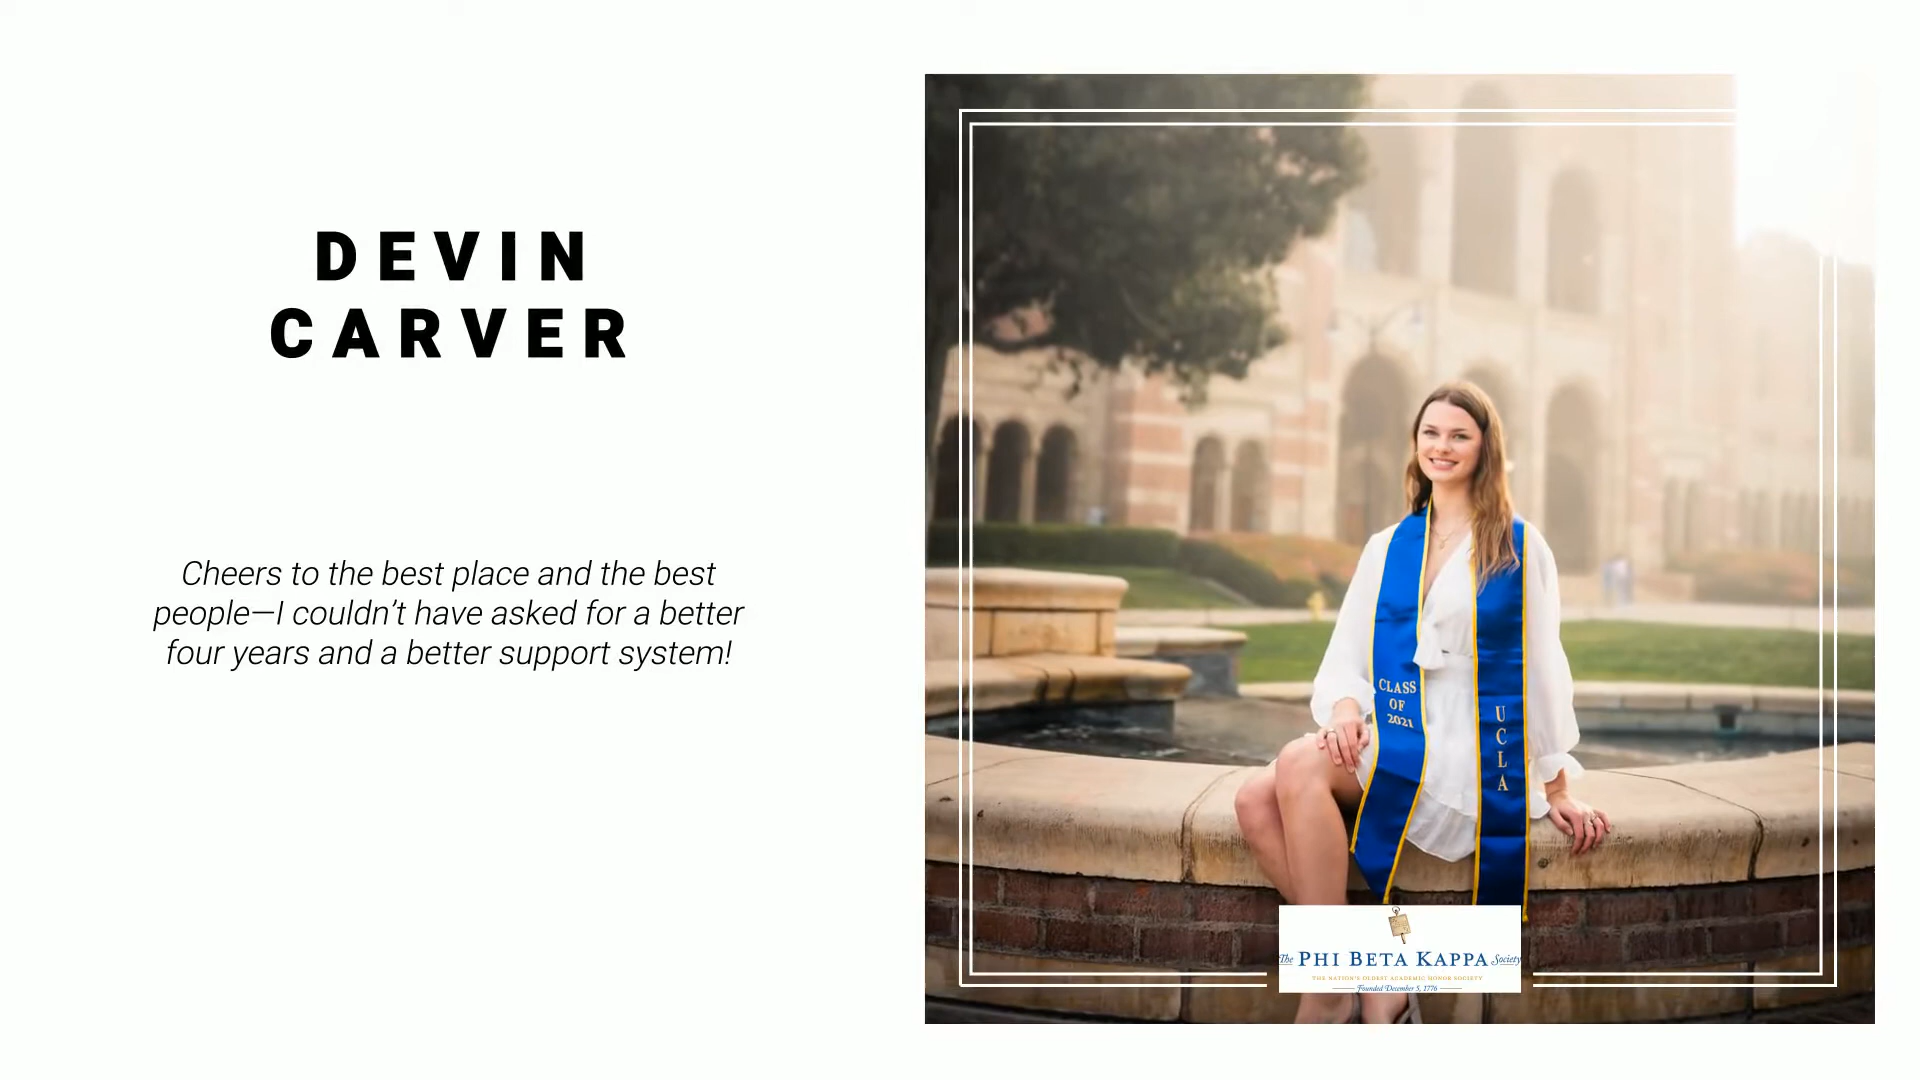 DEVIN
CARVER
Cheers to the best place and the best
people—I couldn't have asked for a better
four years and a better support system!
CLASS
OF
2021
UCLA
The PHI BETA KAPPA Society
THE NATION'S OLDEST ACADEMIC HONOR SOCIETY
Founded December 5, 1776